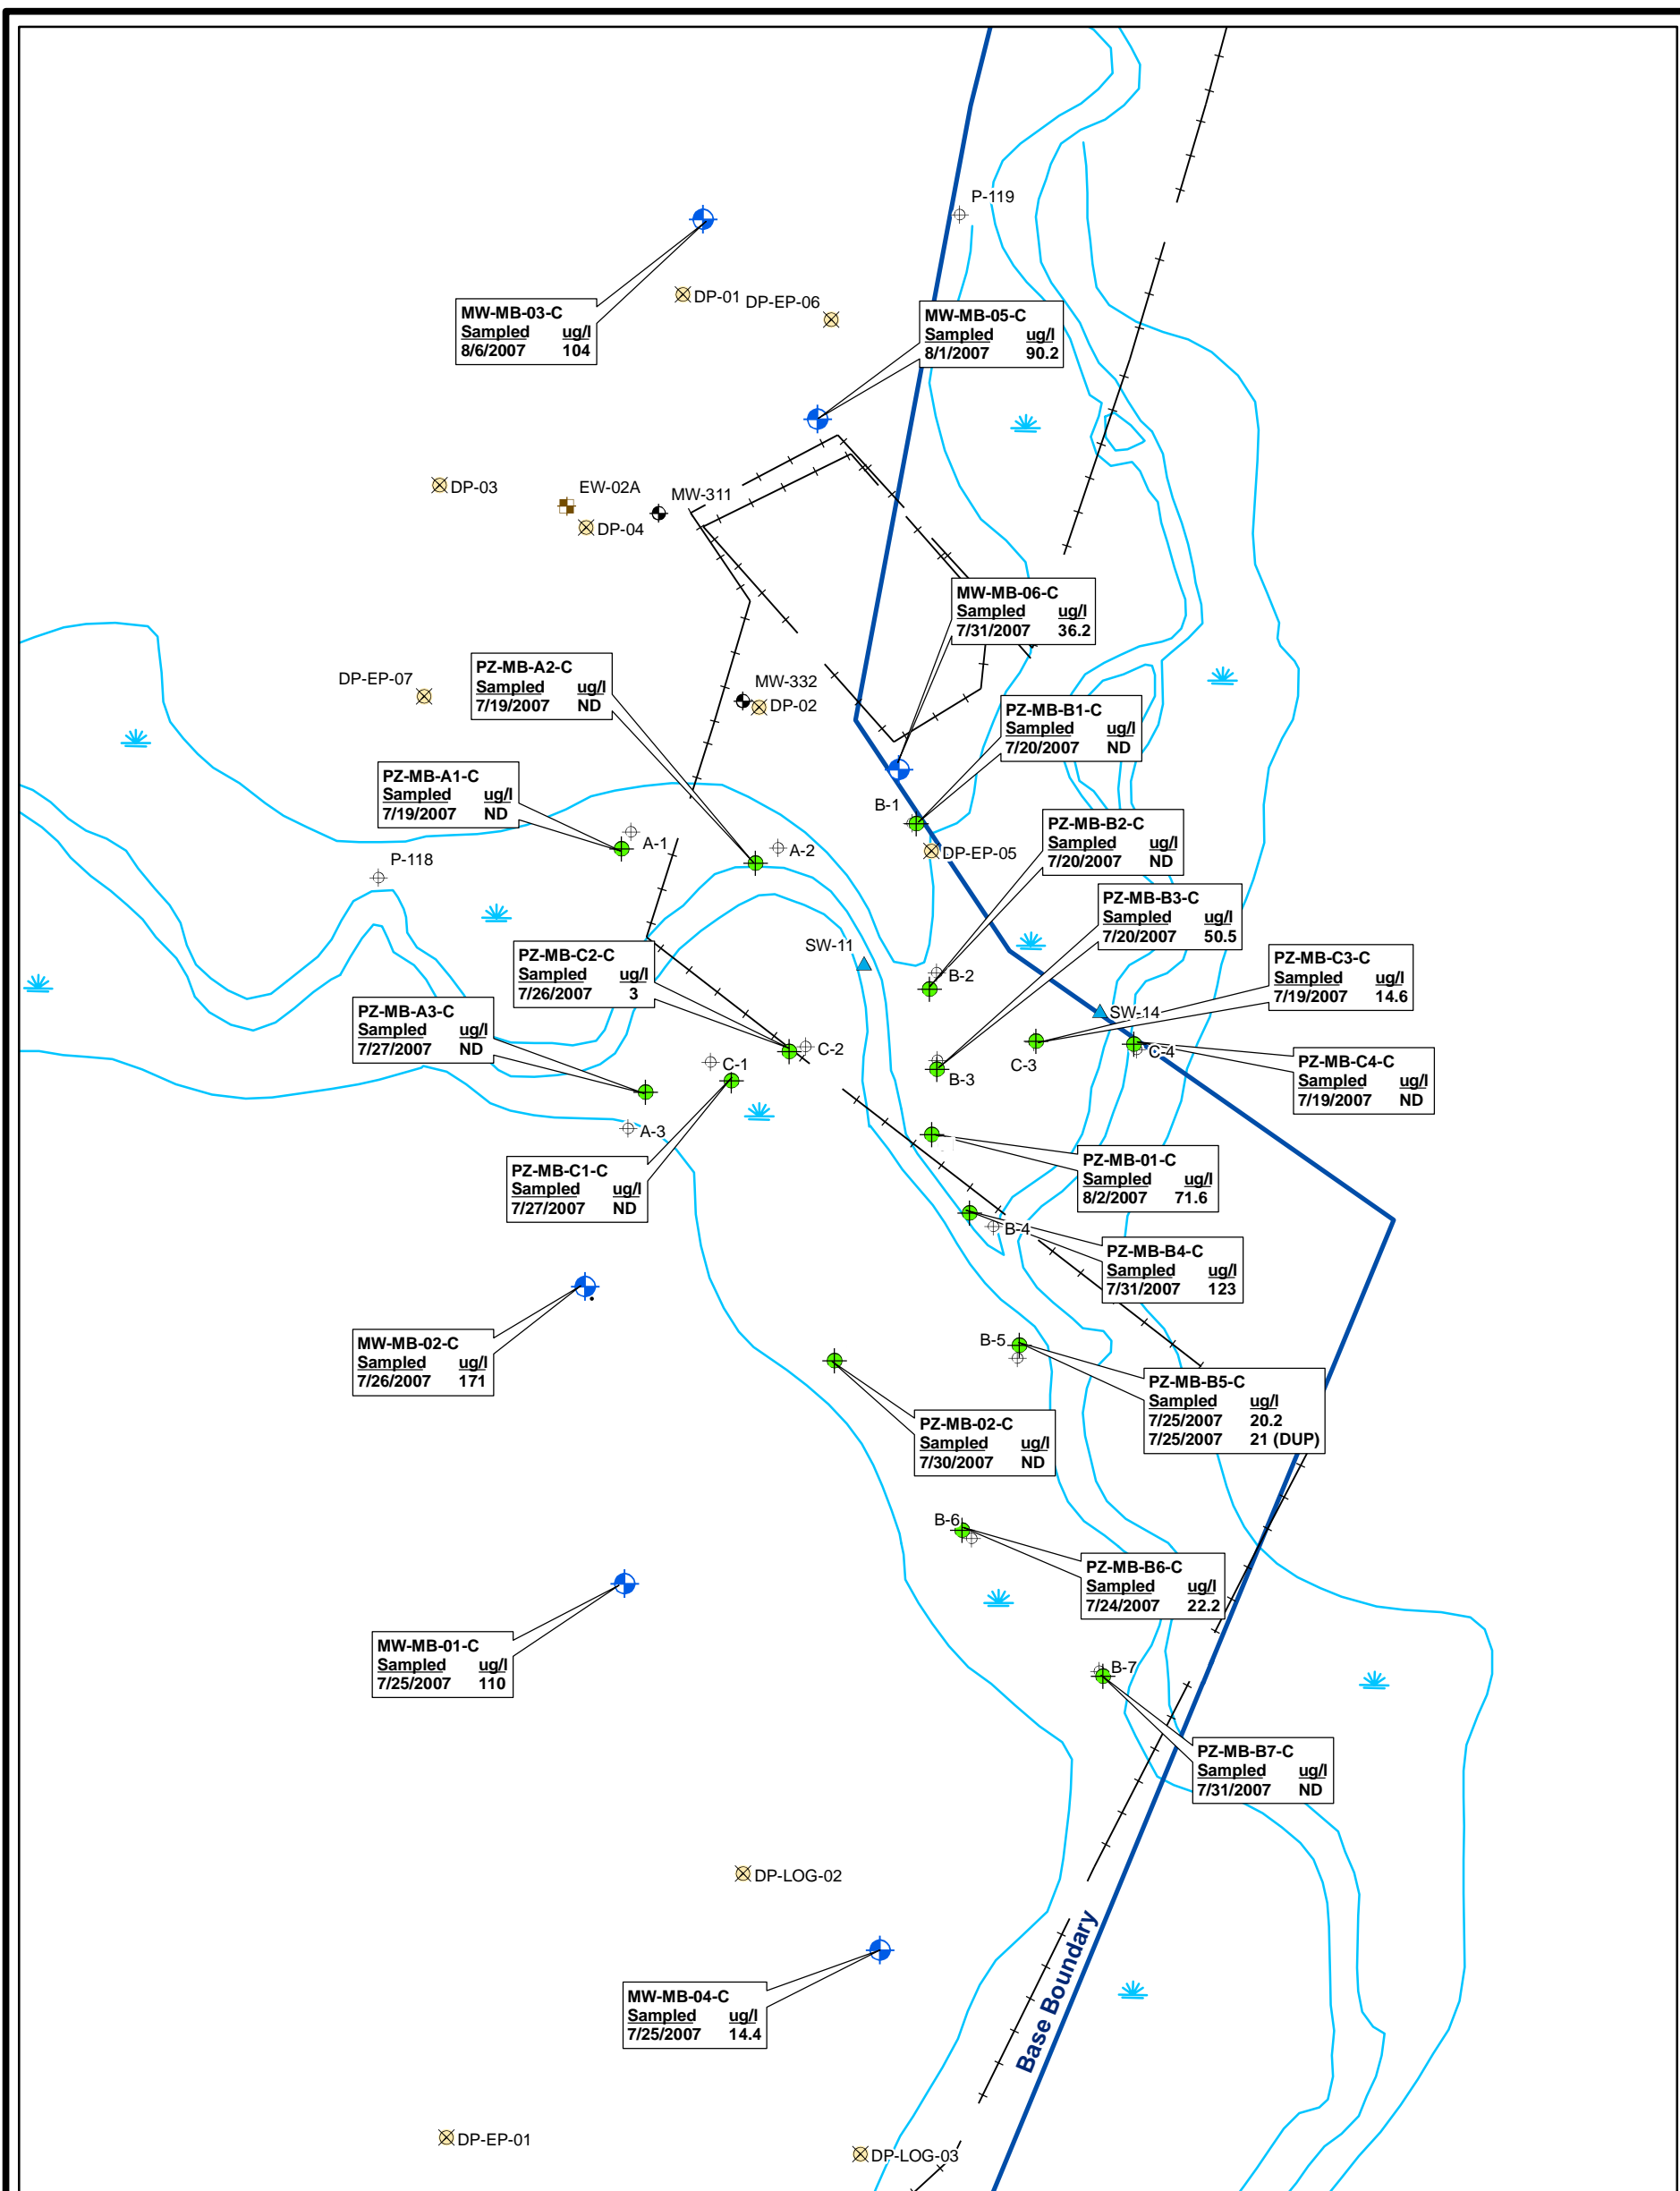 P-119
DP-01
DP-EP-06
MW-MB-03-C
Sampled ug/l
8/6/2007 104
MW-MB-05-C
Sampled ug/l
8/1/2007 90.2
DP-03
EW-02A
MW-311
DP-04
MW-MB-06-C
Sampled ug/l
7/31/2007 36.2
DP-EP-07
PZ-MB-A2-C
Sampled ug/l
7/19/2007 ND
MW-332
DP-02
PZ-MB-B1-C
Sampled ug/l
7/20/2007 ND
PZ-MB-A1-C
Sampled ug/l
7/19/2007 ND
B-1
A-1
A-2
DP-EP-05
P-118
PZ-MB-B2-C
Sampled ug/l
7/20/2007 ND
PZ-MB-B3-C
Sampled ug/l
7/20/2007 50.5
SW-11
PZ-MB-C2-C
Sampled ug/l
7/26/2007 3
B-2
PZ-MB-C3-C
Sampled ug/l
7/19/2007 14.6
PZ-MB-A3-C
Sampled ug/l
7/27/2007 ND
SW-14
C-2
C-1
C-3
C-4
B-3
PZ-MB-C4-C
Sampled ug/l
7/19/2007 ND
A-3
PZ-MB-C1-C
Sampled ug/l
7/27/2007 ND
PZ-MB-01-C
Sampled ug/l
8/2/2007 71.6
B-4
PZ-MB-B4-C
Sampled ug/l
7/31/2007 123
MW-MB-02-C
Sampled ug/l
7/26/2007 171
B-5
PZ-MB-B5-C
Sampled ug/l
7/25/2007 20.2
7/25/2007 21 (DUP)
PZ-MB-02-C
Sampled ug/l
7/30/2007 ND
B-6
PZ-MB-B6-C
Sampled ug/l
7/24/2007 22.2
MW-MB-01-C
Sampled ug/l
7/25/2007 110
B-7
PZ-MB-B7-C
Sampled ug/l
7/31/2007 ND
DP-LOG-02
Base Boundary
MW-MB-04-C
Sampled ug/l
7/25/2007 14.4
DP-EP-01
DP-LOG-03